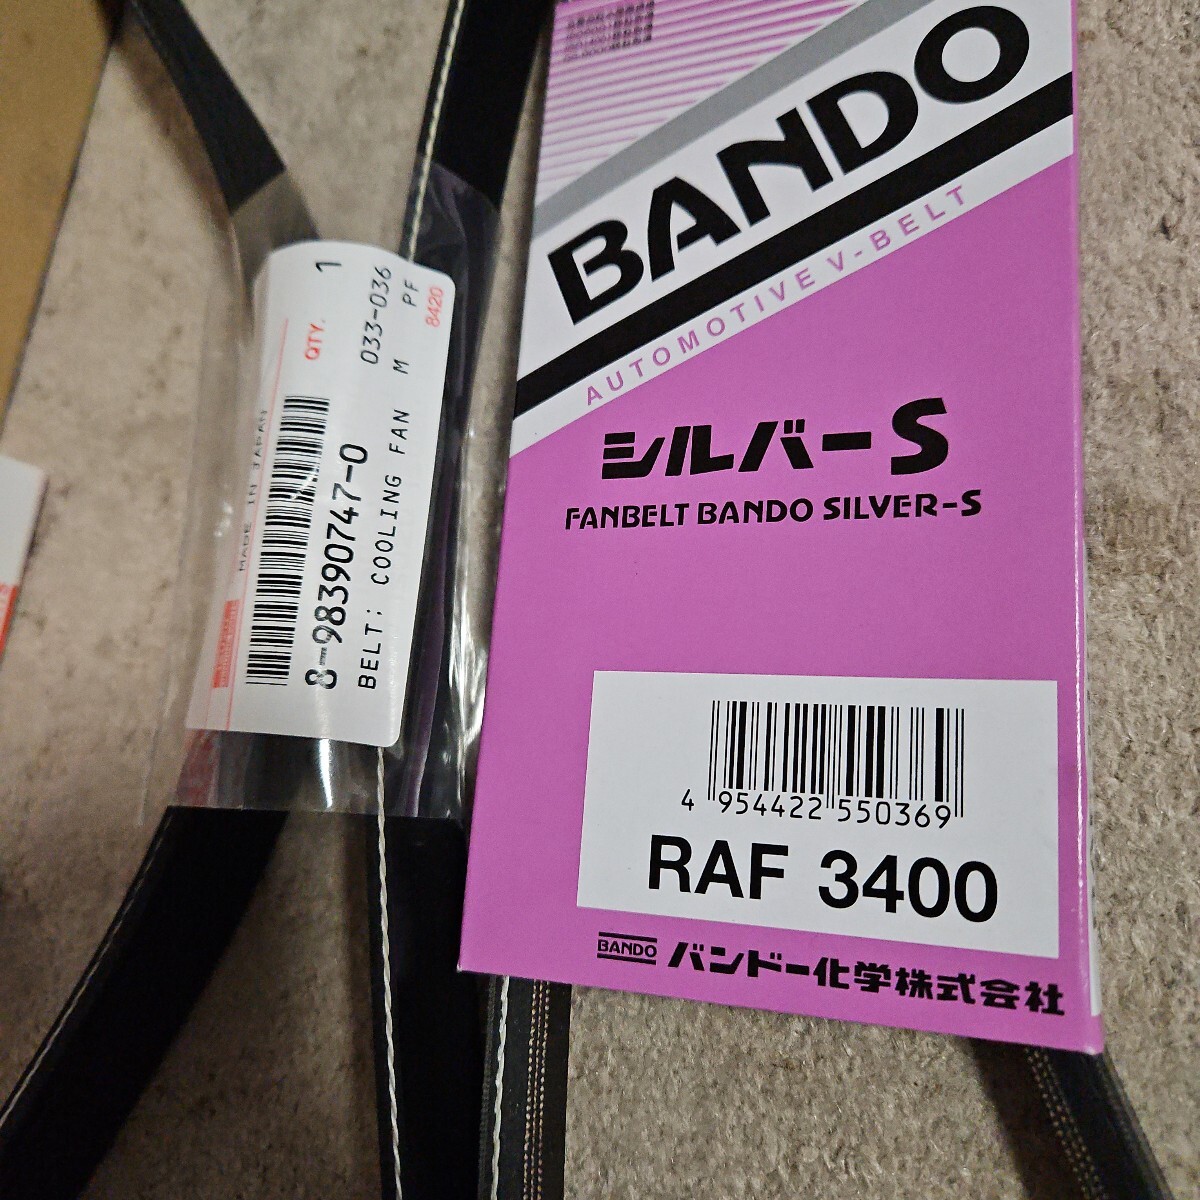 BANDO
AUTOMOTIVE V-BELT
シルバーS
FANBELT BANDO SILVER-S
4 954422 550369
RAF 3400
BANDO バンドー化学株式会社
MADE IN JAPAN
QTY. 1
8-98390747-0
033-036
BELT; COOLING FAN M PF
8420